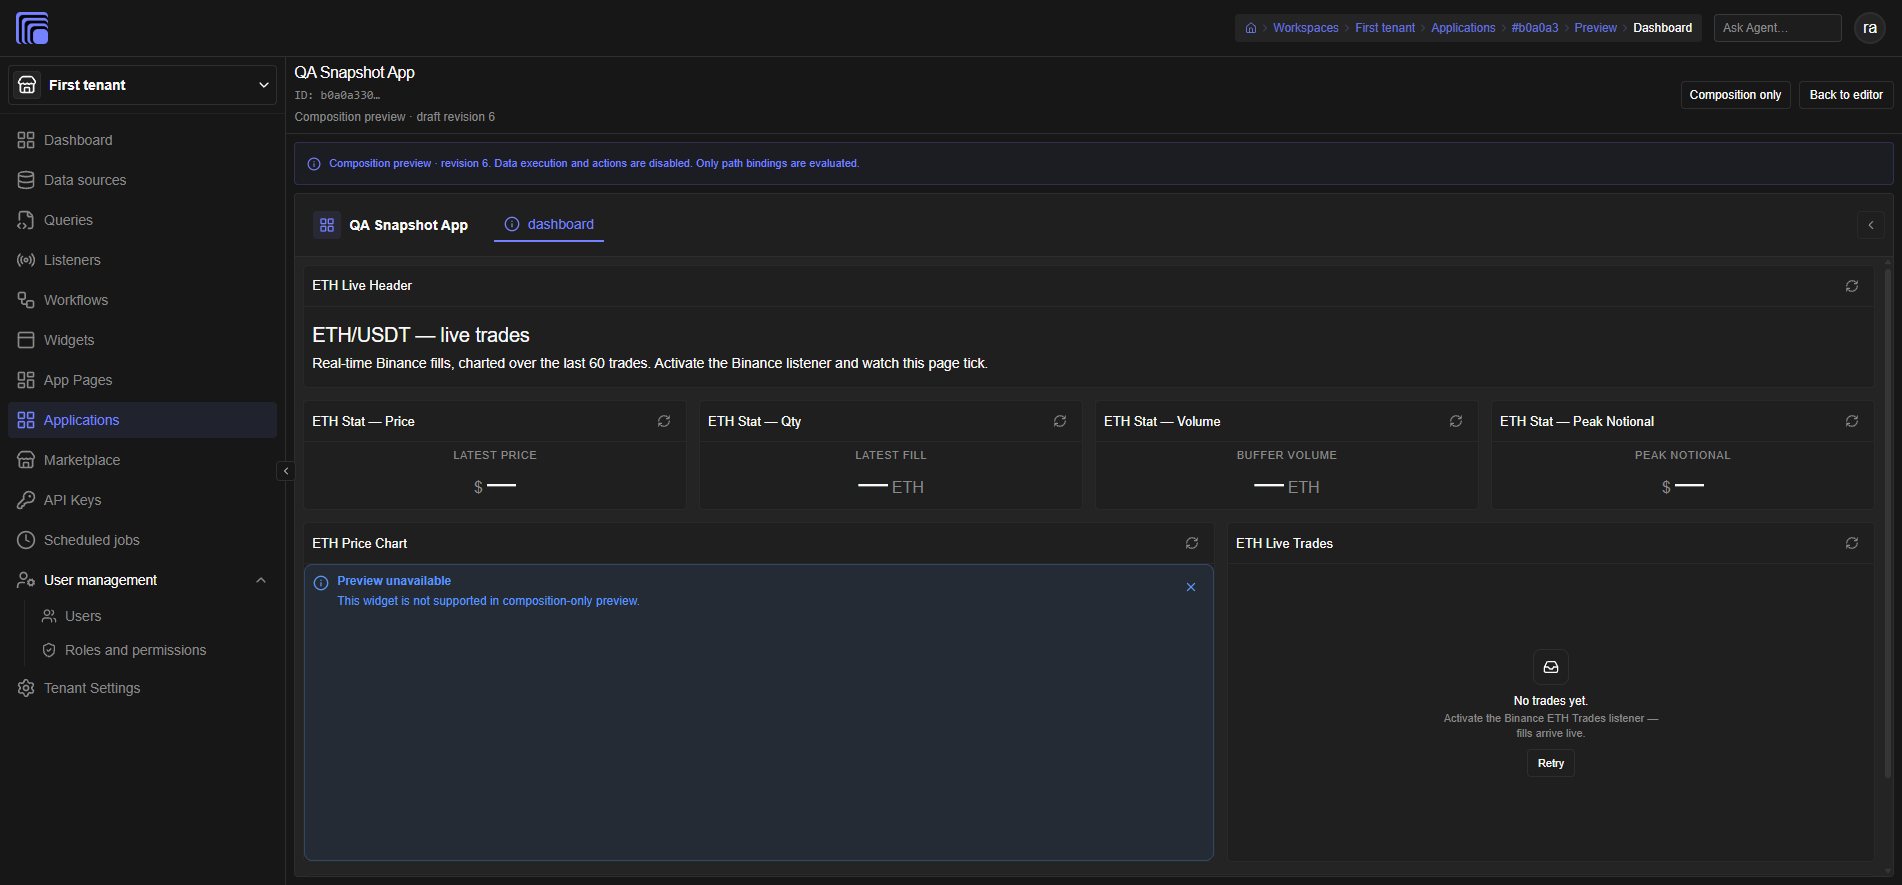 Workspaces
First tenant
Applications
#b0a0a3
Preview
Dashboard
Ask Agent...
ra
First tenant
Dashboard
Data sources
Queries
Listeners
Workflows
Widgets
App Pages
Applications
Marketplace
API Keys
Scheduled jobs
User management
Users
Roles and permissions
Tenant Settings
QA Snapshot App
ID: b0a0a330…
Composition preview · draft revision 6
Composition only
Back to editor
Composition preview · revision 6. Data execution and actions are disabled. Only path bindings are evaluated.
QA Snapshot App
dashboard
ETH Live Header
ETH/USDT — live trades
Real-time Binance fills, charted over the last 60 trades. Activate the Binance listener and watch this page tick.
ETH Stat — Price
LATEST PRICE
$ —
ETH Stat — Qty
LATEST FILL
— ETH
ETH Stat — Volume
BUFFER VOLUME
— ETH
ETH Stat — Peak Notional
PEAK NOTIONAL
$ —
ETH Price Chart
Preview unavailable
This widget is not supported in composition-only preview.
ETH Live Trades
No trades yet.
Activate the Binance ETH Trades listener —
fills arrive live.
Retry